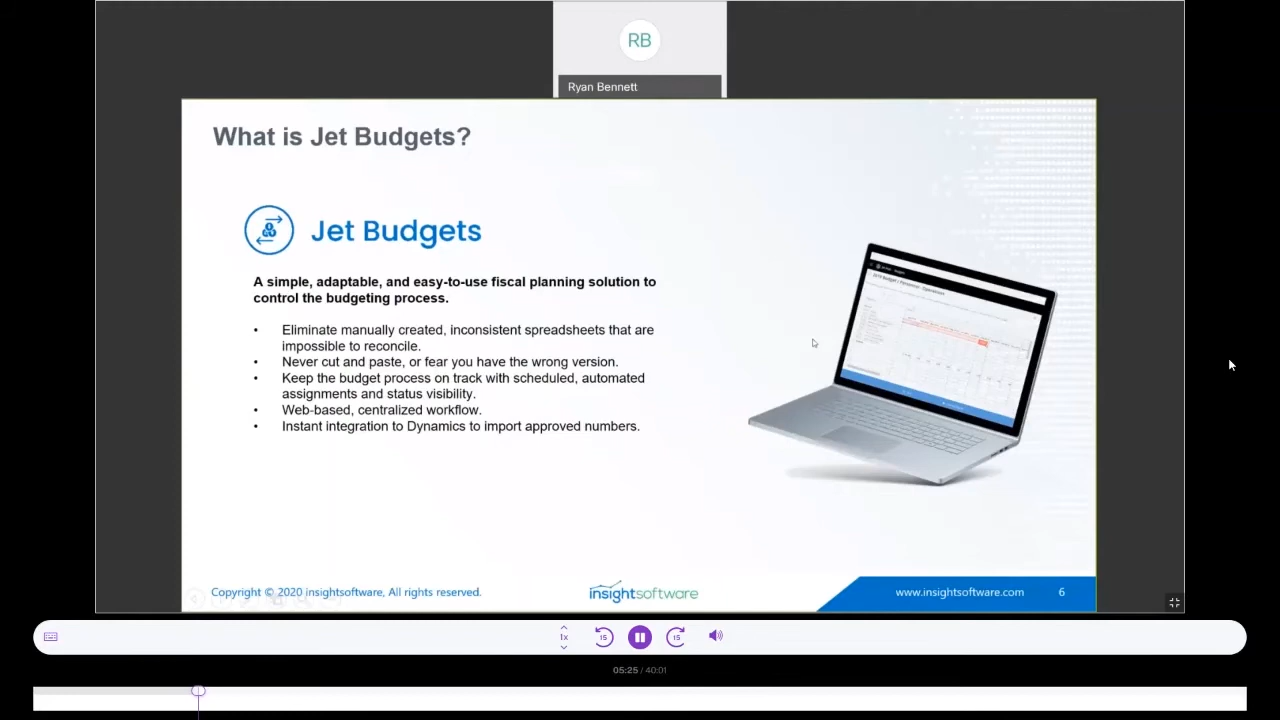 RB
Ryan Bennett
What is Jet Budgets?
Jet Budgets
A simple, adaptable, and easy-to-use fiscal planning solution to
control the budgeting process.
• Eliminate manually created, inconsistent spreadsheets that are
impossible to reconcile.
• Never cut and paste, or fear you have the wrong version.
• Keep the budget process on track with scheduled, automated
assignments and status visibility.
• Web-based, centralized workflow.
• Instant integration to Dynamics to import approved numbers.
Copyright © 2020 insightsoftware, All rights reserved.
insightsoftware
www.insightsoftware.com
6
1x
15
15
05:25 / 40:01